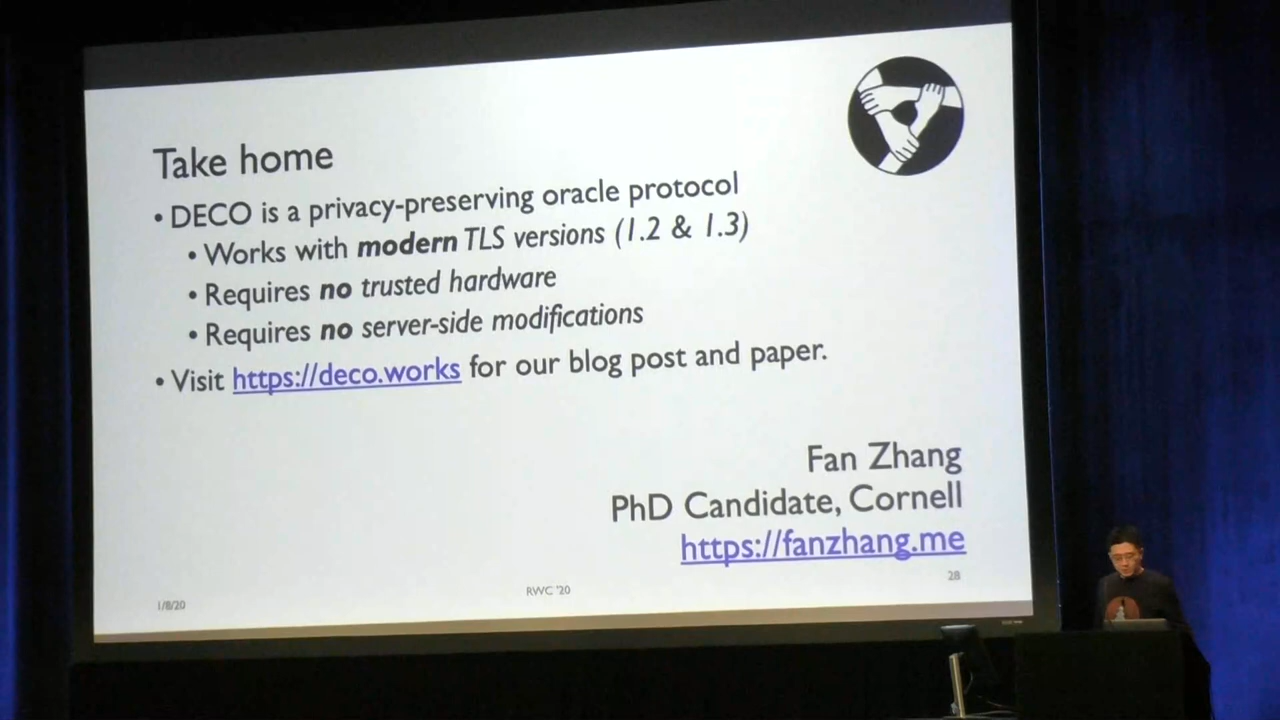 Take home
• DECO is a privacy-preserving oracle protocol
• Works with modern TLS versions (1.2 & 1.3)
• Requires no trusted hardware
• Requires no server-side modifications
• Visit https://deco.works for our blog post and paper.
Fan Zhang
PhD Candidate, Cornell
https://fanzhang.me
1/8/20
RWC '20
28